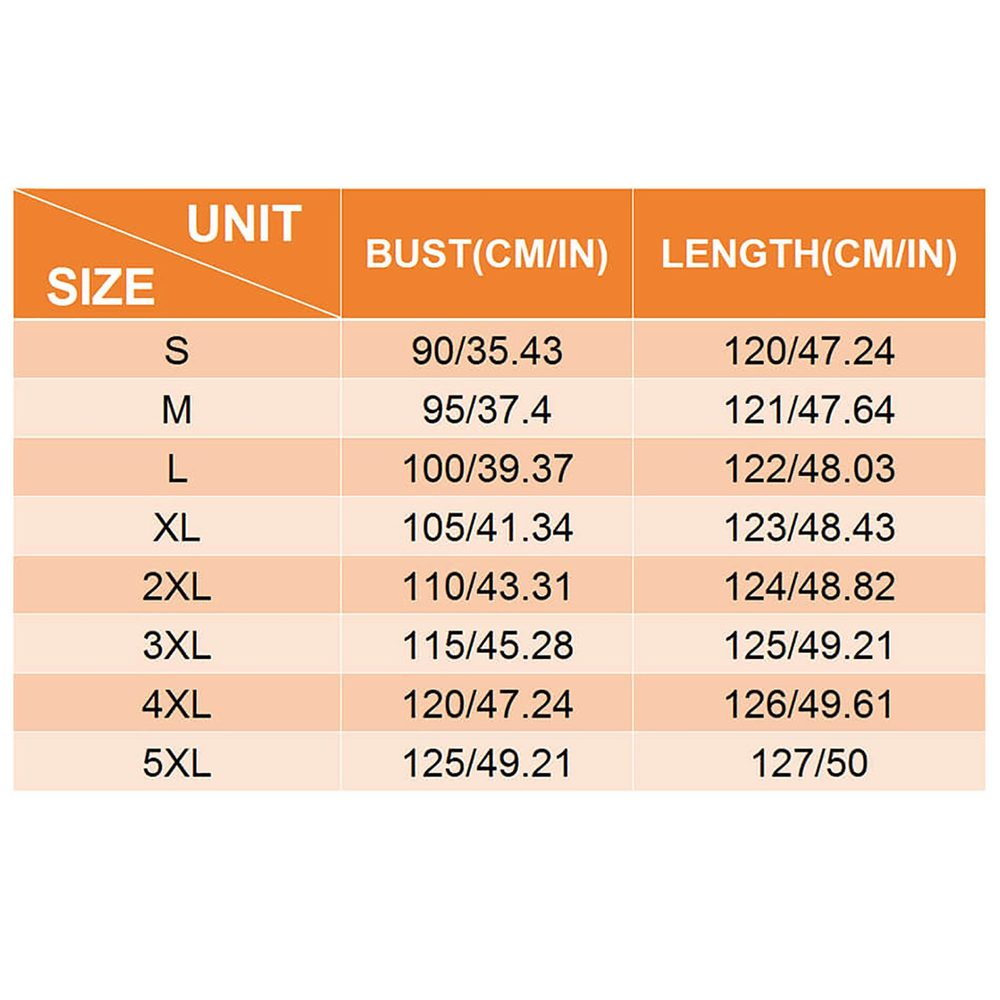 UNIT
SIZE
BUST(CM/IN) LENGTH(CM/IN)
S 90/35.43 120/47.24
M 95/37.4 121/47.64
L 100/39.37 122/48.03
XL 105/41.34 123/48.43
2XL 110/43.31 124/48.82
3XL 115/45.28 125/49.21
4XL 120/47.24 126/49.61
5XL 125/49.21 127/50